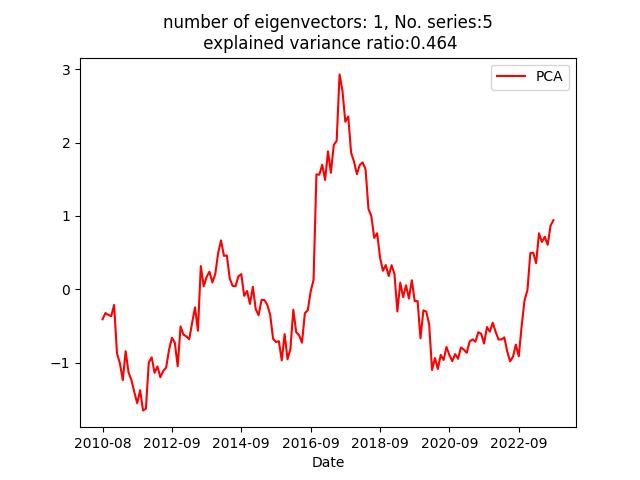 number of eigenvectors: 1, No. series:5
explained variance ratio:0.464
PCA
3
2
1
0
−1
2010-08 2012-09 2014-09 2016-09 2018-09 2020-09 2022-09
Date